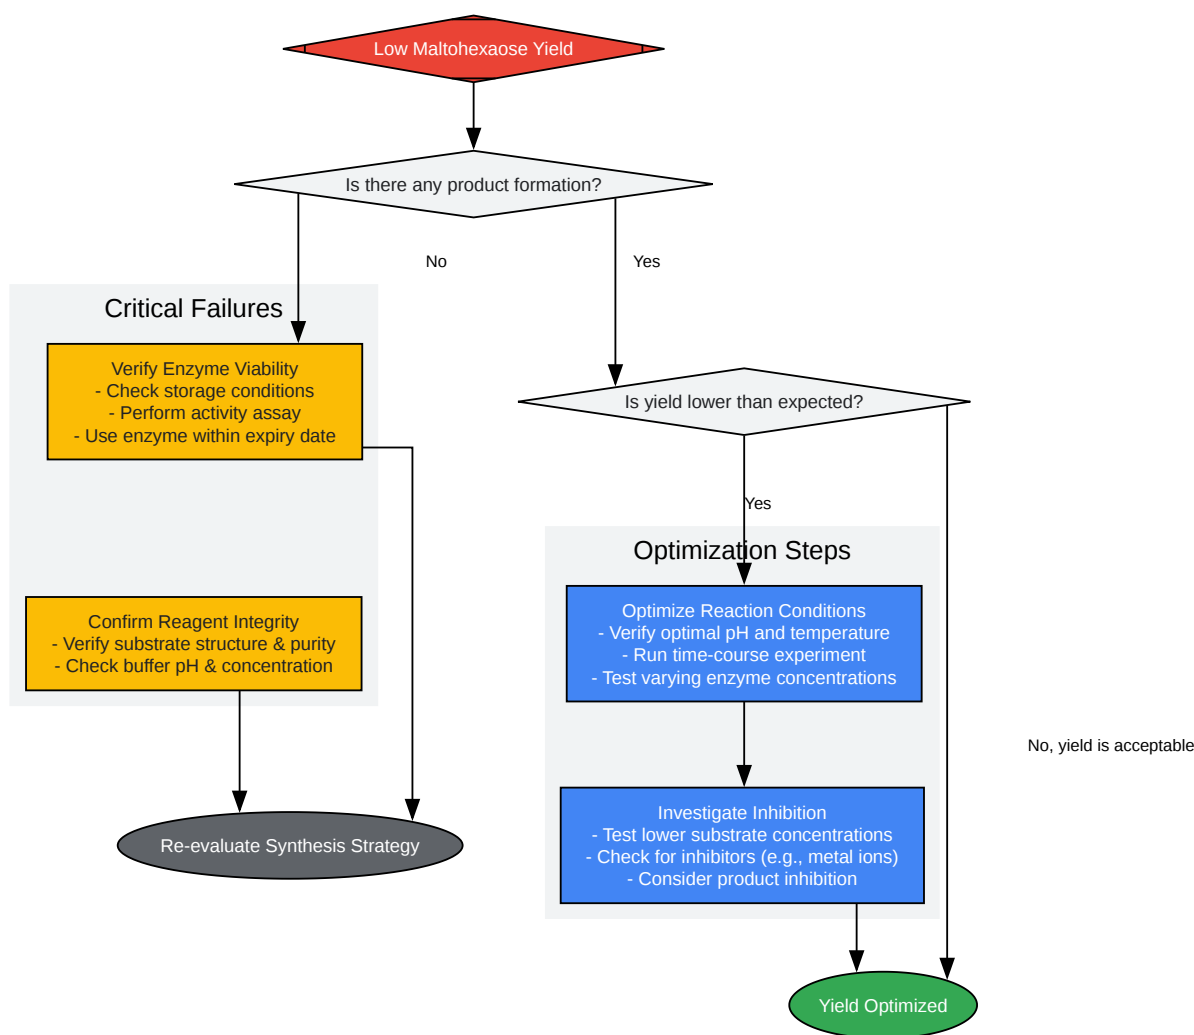 Low Maltohexaose Yield
Is there any product formation?
No
Yes
Critical Failures
Verify Enzyme Viability
- Check storage conditions
- Perform activity assay
- Use enzyme within expiry date
Is yield lower than expected?
Yes
Optimization Steps
Confirm Reagent Integrity
- Verify substrate structure & purity
- Check buffer pH & concentration
Optimize Reaction Conditions
- Verify optimal pH and temperature
- Run time-course experiment
- Test varying enzyme concentrations
No, yield is acceptable
Re-evaluate Synthesis Strategy
Investigate Inhibition
- Test lower substrate concentrations
- Check for inhibitors (e.g., metal ions)
- Consider product inhibition
Yield Optimized